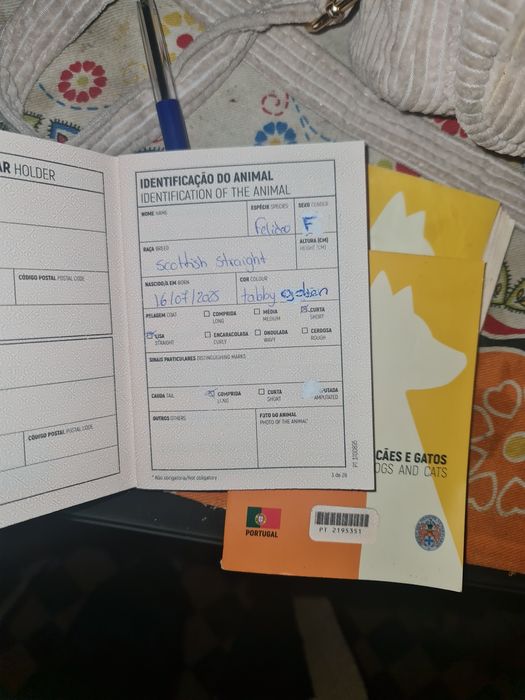 AR HOLDER
CÓDIGO POSTAL POSTAL CODE
CÓDIGO POSTAL POSTAL CODE
IDENTIFICAÇÃO DO ANIMAL
IDENTIFICATION OF THE ANIMAL
NOME NAME
ESPÉCIE SPECIES
SEXO GENDER
F
ALTURA (CM)
HEIGHT (CM)
RAÇA BREED
Scottish straight
NASCIDO/A EM BORN
COR COLOUR
16/07/2025
tabby golden
PELAGEM COAT
COMPRIDA
LONG
MÉDIA
MEDIUM
CURTA
SHORT
LISA
STRAIGHT
ENCARACOLADA
CURLY
ONDULADA
WAVY
CERDOSA
ROUGH
SINAIS PARTICULARES DISTINGUISHING MARKS
CAUDA TAIL
COMPRIDA
LONG
CURTA
SHORT
PUTADA
AMPUTATED
OUTROS OTHERS
FOTO DO ANIMAL*
PHOTO OF THE ANIMAL*
* Não obrigatório/Not obligatory
3 de 28
CÃES E GATOS
OGS AND CATS
PORTUGAL
PT 2195351